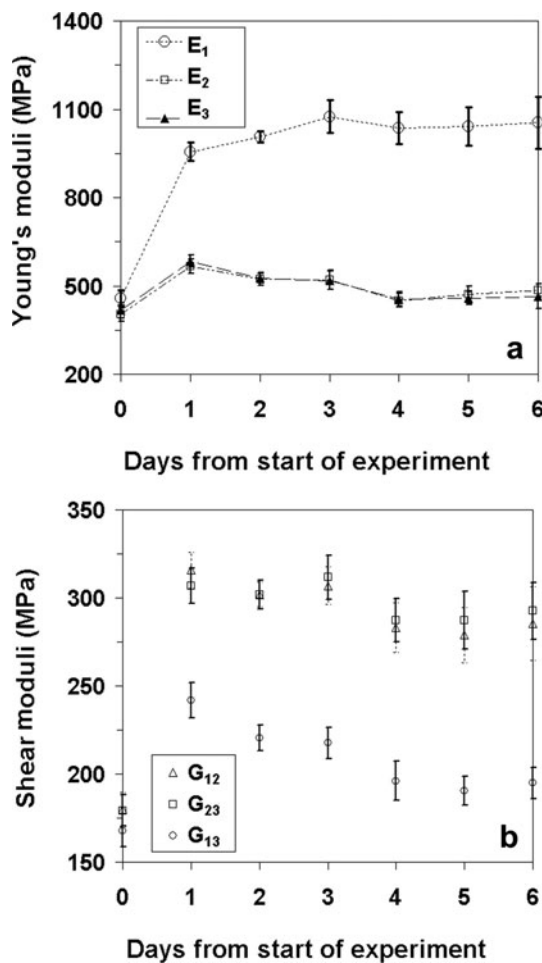 1400
1100
800
500
200
Young's moduli (MPa)
E1
E2
E3
a
0 1 2 3 4 5 6
Days from start of experiment
350
300
250
200
150
Shear moduli (MPa)
G12
G23
G13
b
0 1 2 3 4 5 6
Days from start of experiment